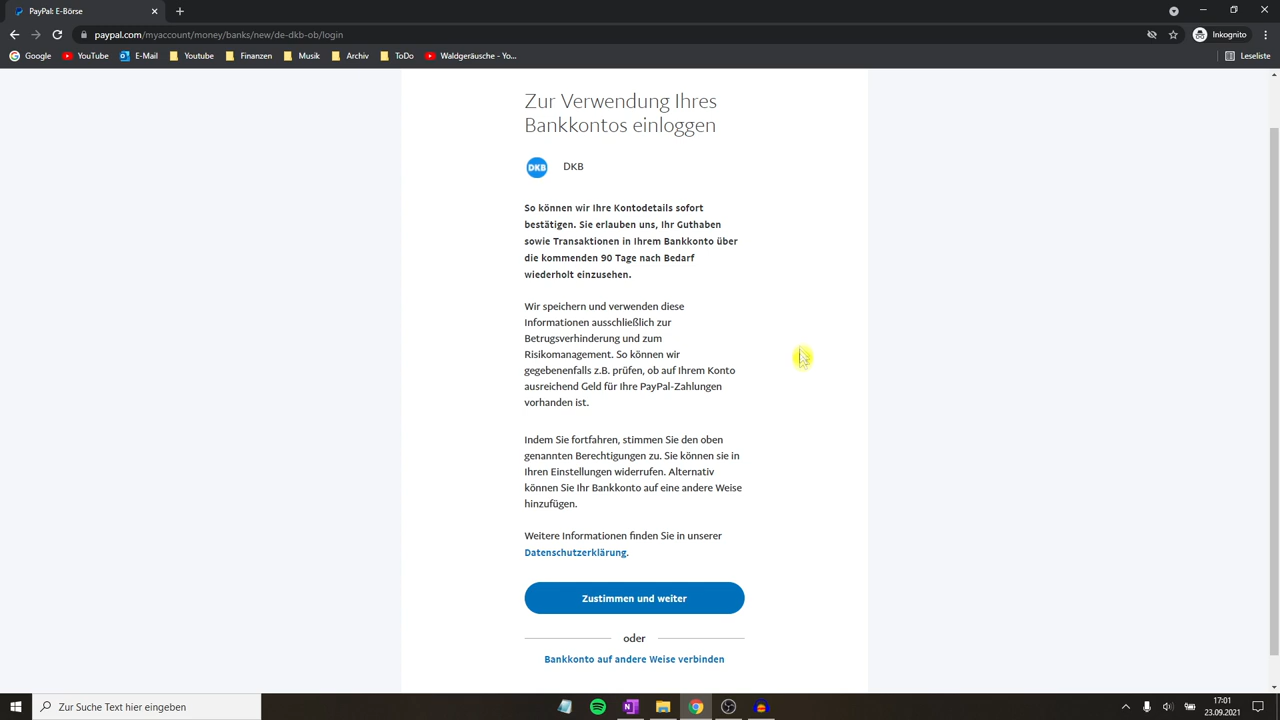 PayPal E-Börse
paypal.com/myaccount/money/banks/new/de-dkb-ob/login
Inkognito
Google
YouTube
E-Mail
Youtube
Finanzen
Musik
Archiv
ToDo
Waldgeräusche - Yo...
Leseliste
Zur Verwendung Ihres
Bankkontos einloggen
DKB
DKB
So können wir Ihre Kontodetails sofort
bestätigen. Sie erlauben uns, Ihr Guthaben
sowie Transaktionen in Ihrem Bankkonto über
die kommenden 90 Tage nach Bedarf
wiederholt einzusehen.
Wir speichern und verwenden diese
Informationen ausschließlich zur
Betrugsverhinderung und zum
Risikomanagement. So können wir
gegebenenfalls z.B. prüfen, ob auf Ihrem Konto
ausreichend Geld für Ihre PayPal-Zahlungen
vorhanden ist.
Indem Sie fortfahren, stimmen Sie den oben
genannten Berechtigungen zu. Sie können sie in
Ihren Einstellungen widerrufen. Alternativ
können Sie Ihr Bankkonto auf eine andere Weise
hinzufügen.
Weitere Informationen finden Sie in unserer
Datenschutzerklärung.
Zustimmen und weiter
oder
Bankkonto auf andere Weise verbinden
Zur Suche Text hier eingeben
17:01
23.09.2021